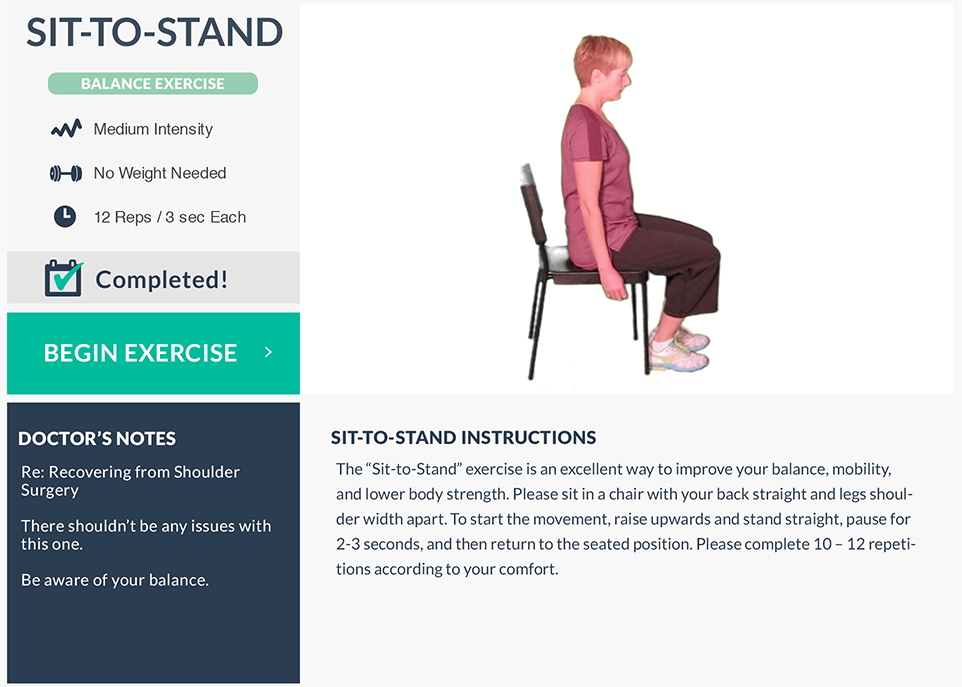 SIT-TO-STAND
BALANCE EXERCISE
Medium Intensity
No Weight Needed
12 Reps / 3 sec Each
Completed!
BEGIN EXERCISE >
DOCTOR'S NOTES
Re: Recovering from Shoulder
Surgery
There shouldn't be any issues with
this one.
Be aware of your balance.
SIT-TO-STAND INSTRUCTIONS
The “Sit-to-Stand” exercise is an excellent way to improve your balance, mobility,
and lower body strength. Please sit in a chair with your back straight and legs shoul-
der width apart. To start the movement, raise upwards and stand straight, pause for
2-3 seconds, and then return to the seated position. Please complete 10 – 12 repeti-
tions according to your comfort.